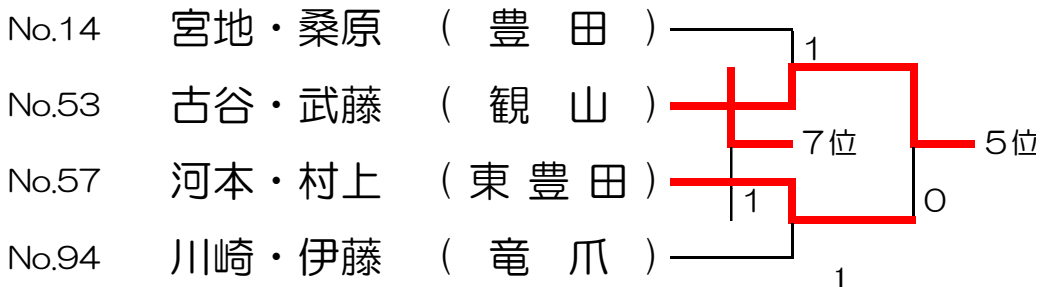 No.14 宮地・桑原 ( 豊 田 )
1
No.53 古谷・武藤 ( 観 山 )
7位 5位
No.57 河本・村上 ( 東 豊 田 )
1 0
No.94 川崎・伊藤 ( 竜 爪 )
1